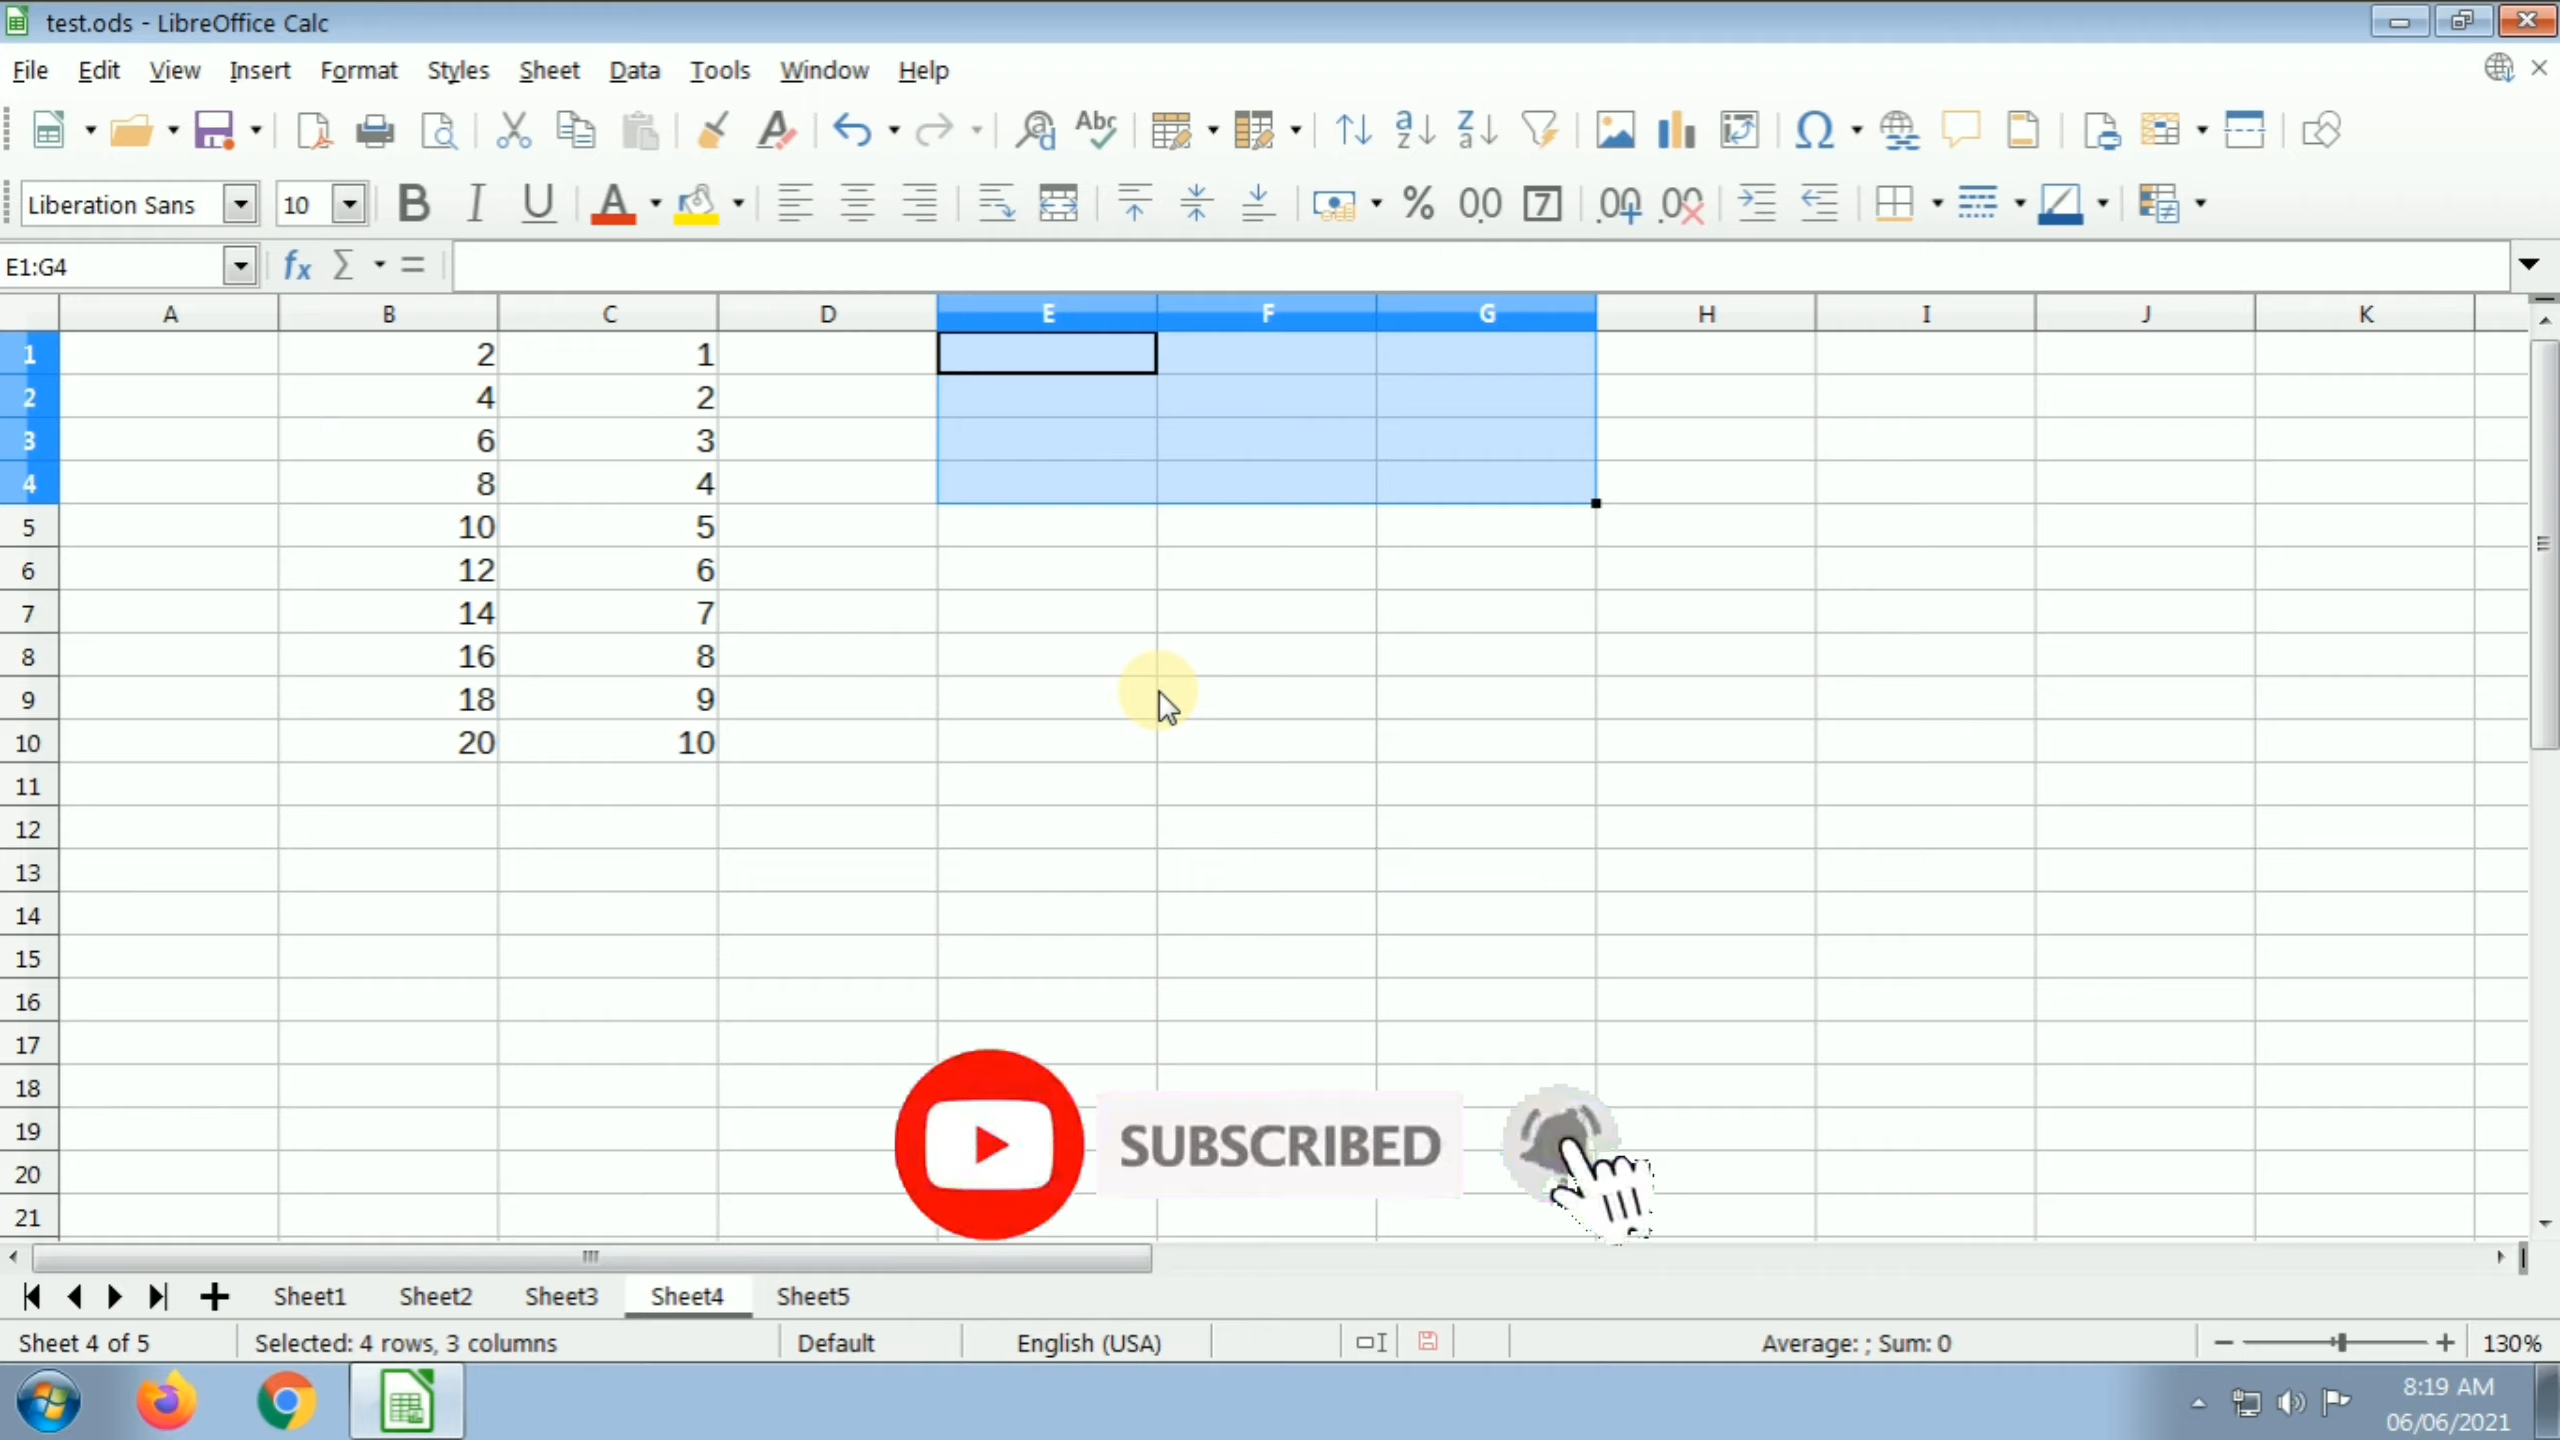 test.ods - LibreOffice Calc
File Edit View Insert Format Styles Sheet Data Tools Window Help
Liberation Sans 10
E1:G4
A B C D E F G H I J K
1 2 1
2 4 2
3 6 3
4 8 4
5 10 5
6 12 6
7 14 7
8 16 8
9 18 9
10 20 10
11
12
13
14
15
16
17
18
19
20
21
SUBSCRIBED
Sheet1 Sheet2 Sheet3 Sheet4 Sheet5
Sheet 4 of 5 Selected: 4 rows, 3 columns Default English (USA) Average: ; Sum: 0 130%
8:19 AM
06/06/2021